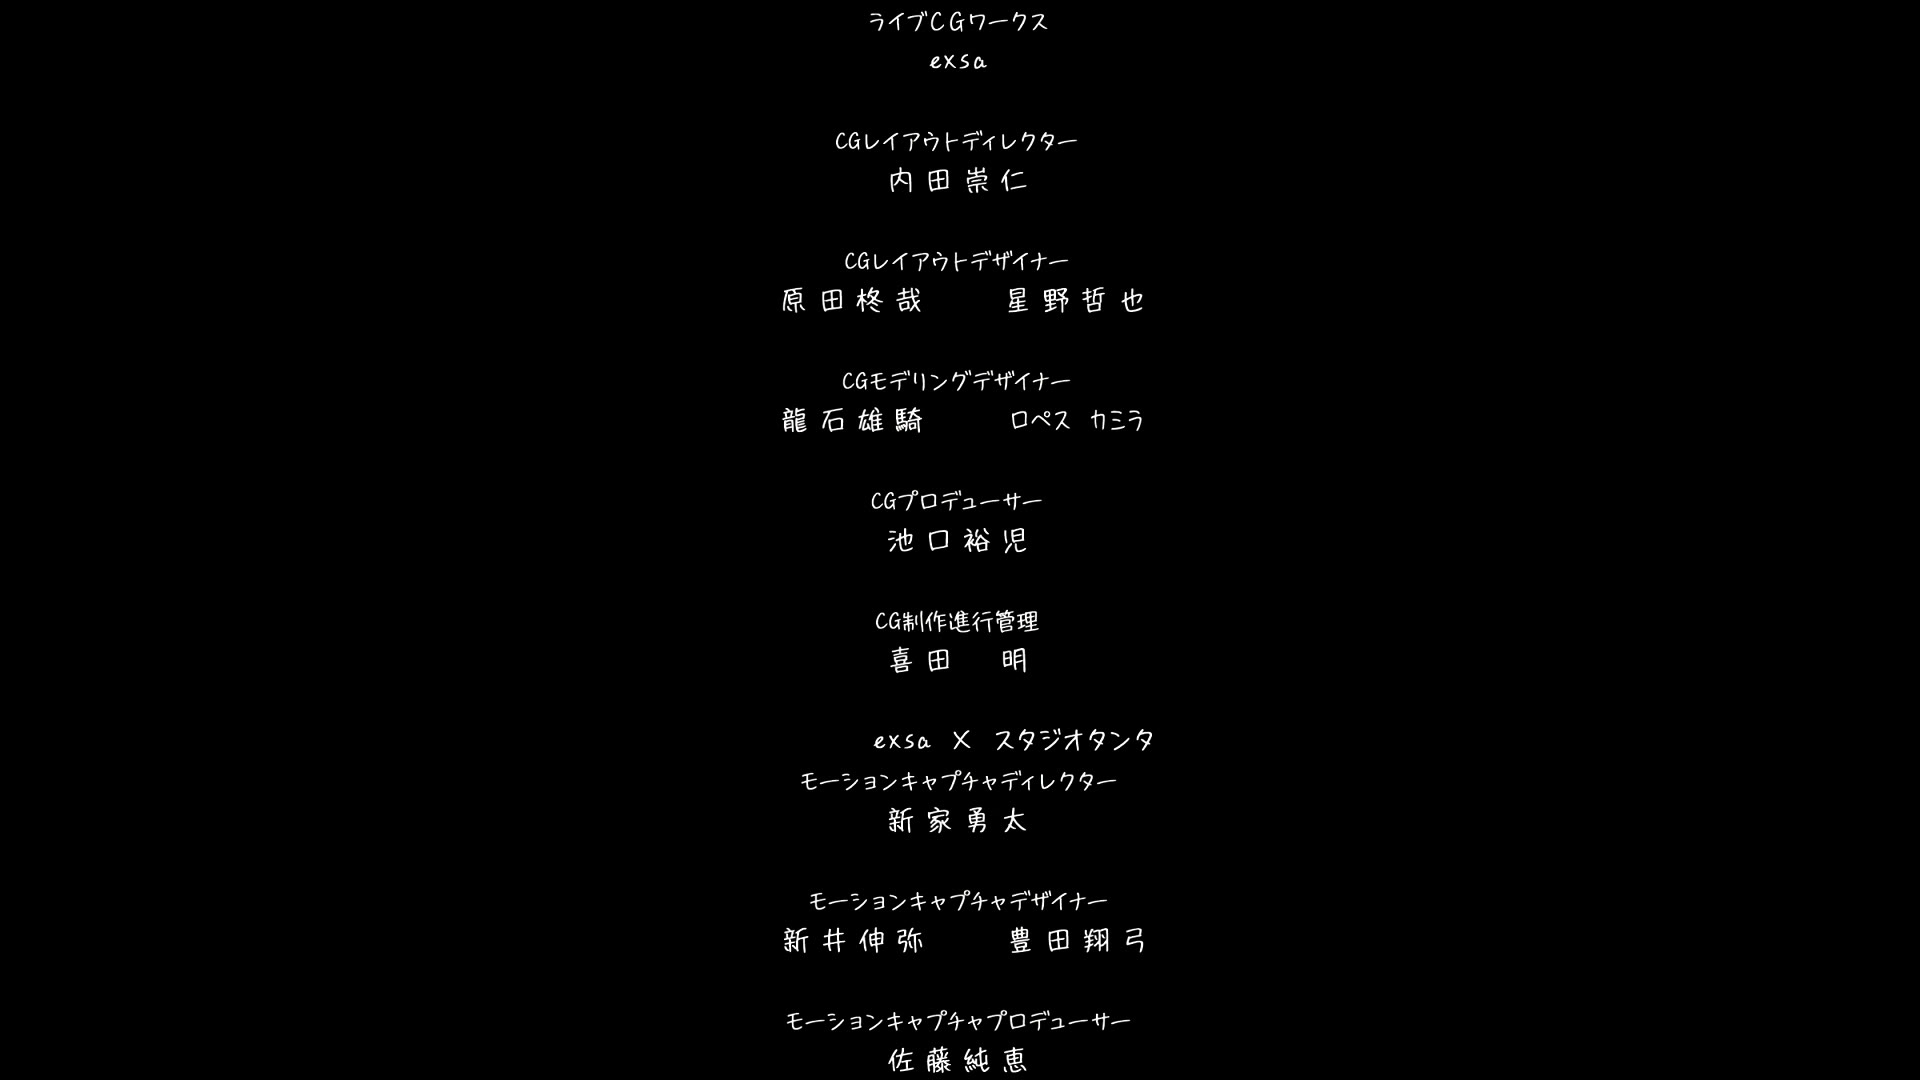 ライブCGワークス
exsa
CGレイアウトディレクター
内田崇仁
CGレイアウトデザイナー
原田柊哉　星野哲也
CGモデリングデザイナー
龍石雄騎　ロペス カミラ
CGプロデューサー
池口裕児
CG制作進行管理
喜田　明
exsa × スタジオタンタ
モーションキャプチャディレクター
新家勇太
モーションキャプチャデザイナー
新井伸弥　豊田翔弓
モーションキャプチャプロデューサー
佐藤純恵